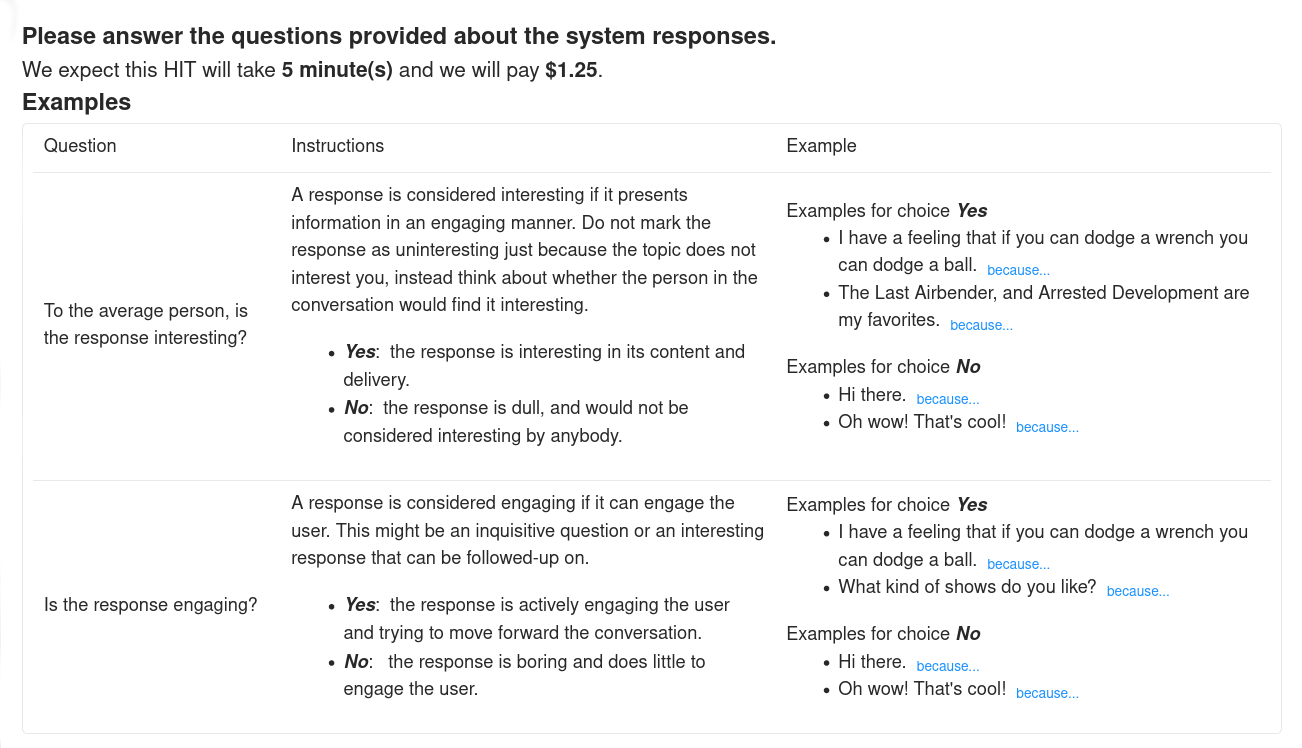 Please answer the questions provided about the system responses.
We expect this HIT will take 5 minute(s) and we will pay $1.25.
Examples
Question
Instructions
Example
To the average person, is
the response interesting?
A response is considered interesting if it presents
information in an engaging manner. Do not mark the
response as uninteresting just because the topic does not
interest you, instead think about whether the person in the
conversation would find it interesting.
• Yes: the response is interesting in its content and
delivery.
• No: the response is dull, and would not be
considered interesting by anybody.
Examples for choice Yes
• I have a feeling that if you can dodge a wrench you
can dodge a ball. because...
• The Last Airbender, and Arrested Development are
my favorites. because...
Examples for choice No
• Hi there. because...
• Oh wow! That's cool! because...
Is the response engaging?
A response is considered engaging if it can engage the
user. This might be an inquisitive question or an interesting
response that can be followed-up on.
• Yes: the response is actively engaging the user
and trying to move forward the conversation.
• No: the response is boring and does little to
engage the user.
Examples for choice Yes
• I have a feeling that if you can dodge a wrench you
can dodge a ball. because...
• What kind of shows do you like? because...
Examples for choice No
• Hi there. because...
• Oh wow! That's cool! because...